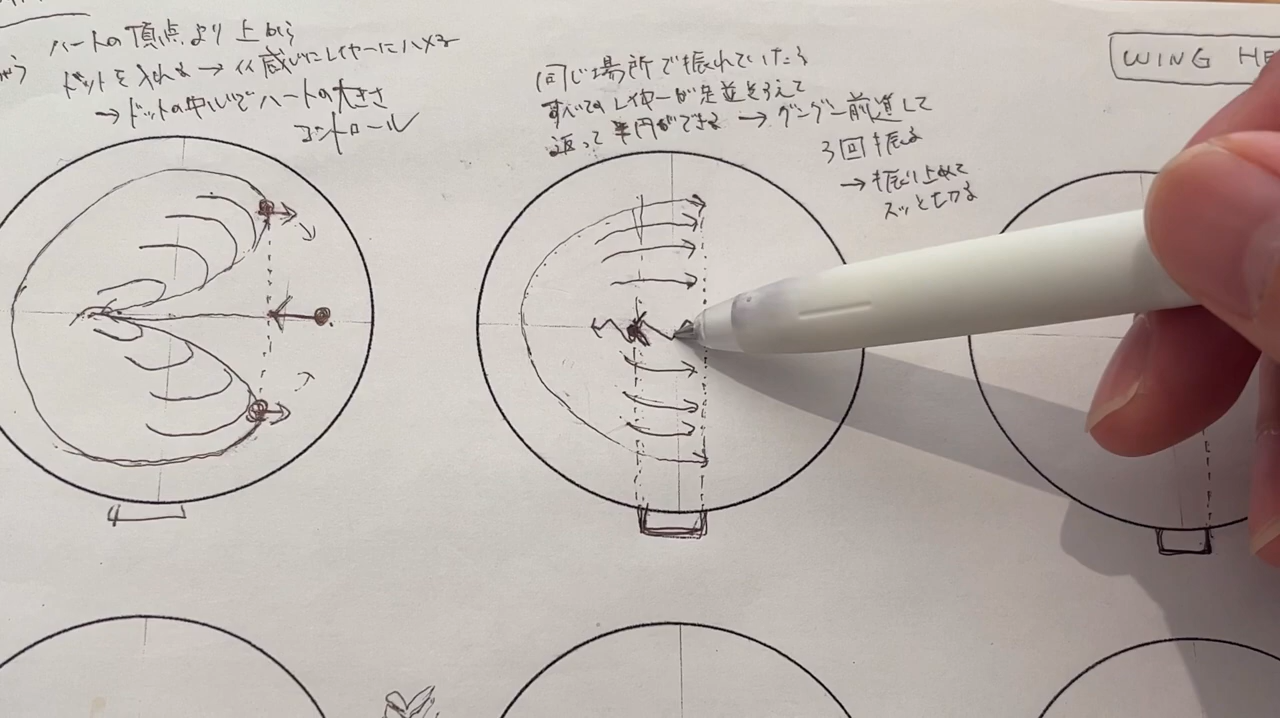 ハートの頂点より上から
ドットを入れる→イイ感じにレイヤーにハメる
→ドットの中心でハートの大きさ
コントロール
同じ場所で振れていたら
すべてのレイヤーが足並そろえて
返って半円ができる→グングン前進して
3回振る
→振り止めて
スッと切る
WING HE